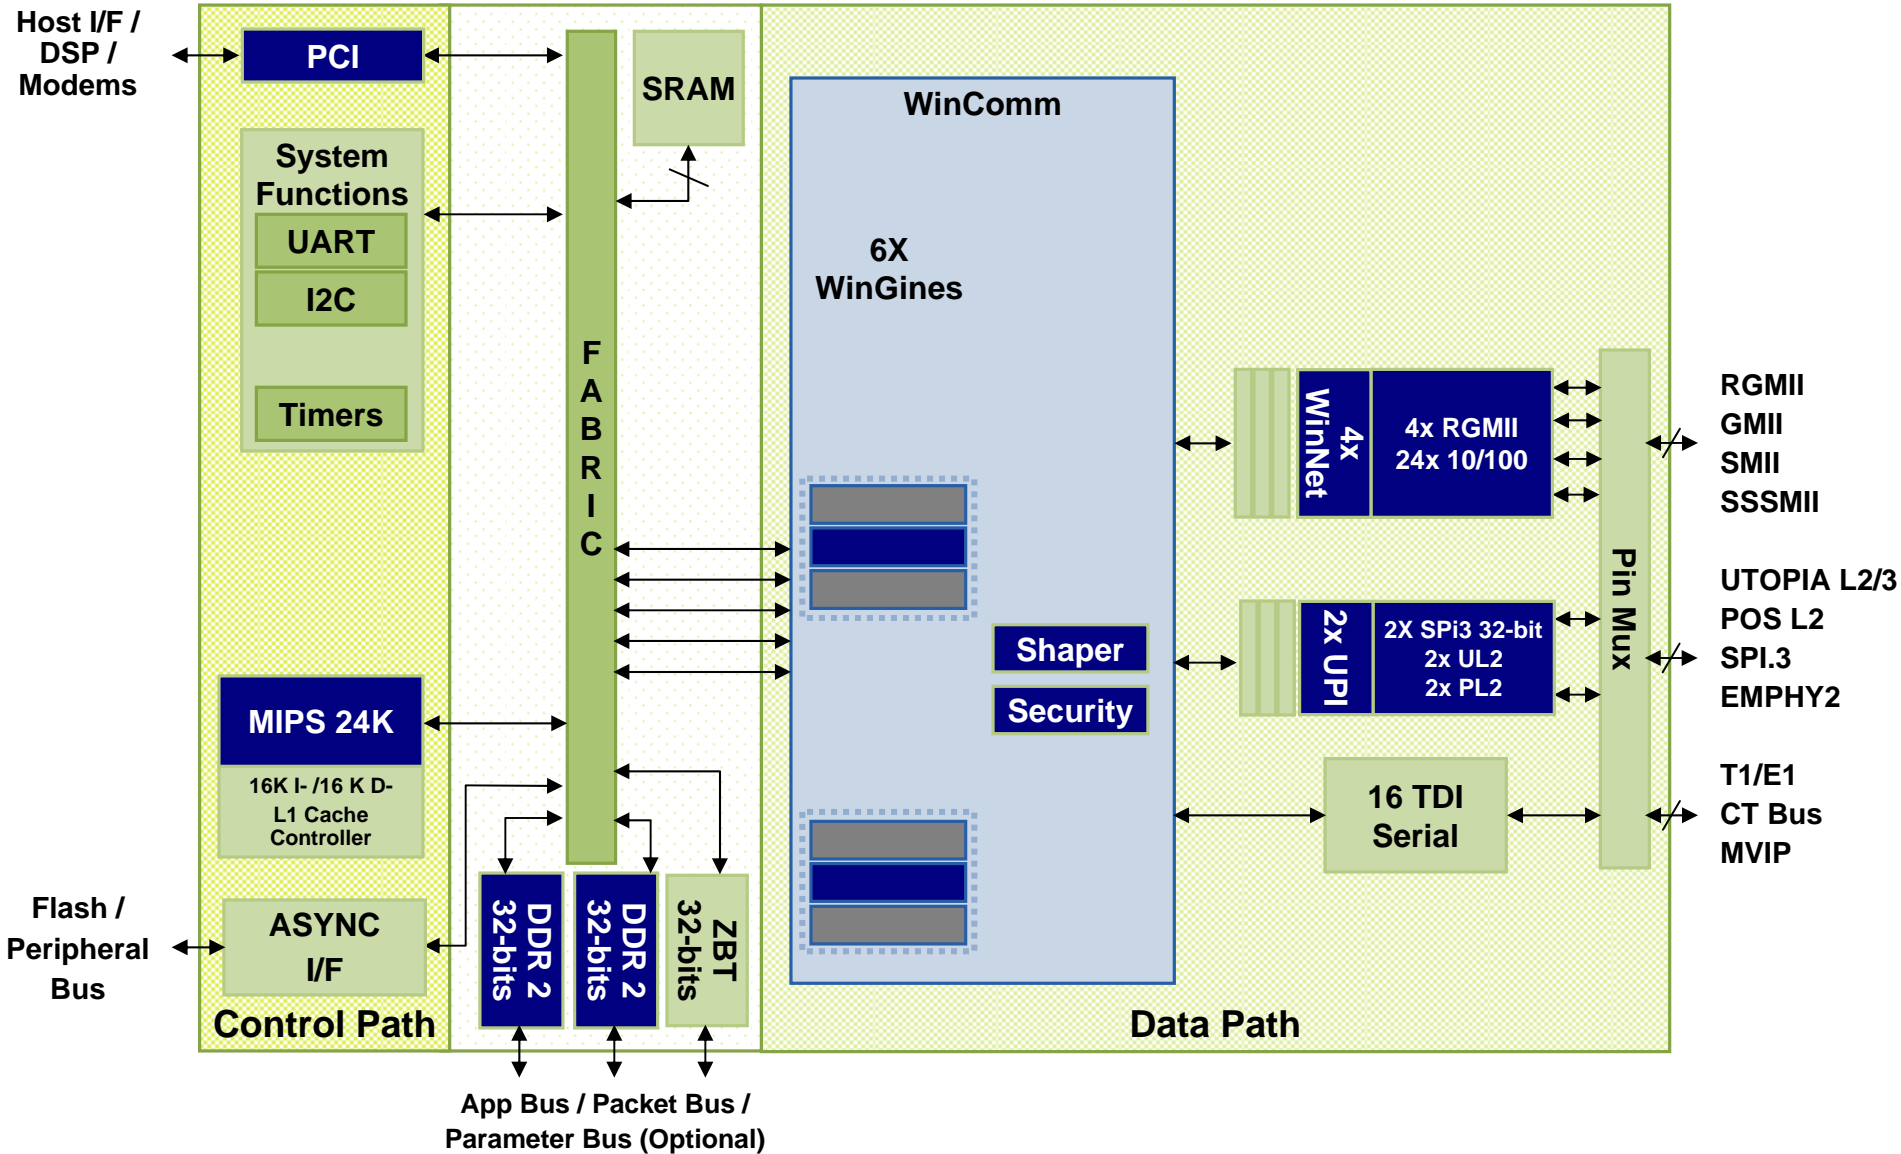 Host I/F /
DSP /
Modems
PCI
System
Functions
UART
I2C
Timers
MIPS 24K
16K I- /16 K D-
L1 Cache
Controller
Flash /
Peripheral
Bus
ASYNC
I/F
Control Path
F
A
B
R
I
C
SRAM
DDR 2
32-bits
DDR 2
32-bits
ZBT
32-bits
App Bus / Packet Bus /
Parameter Bus (Optional)
WinComm
6X
WinGines
Shaper
Security
4x
WinNet
4x RGMII
24x 10/100
2x UPI
2X SPi3 32-bit
2x UL2
2x PL2
16 TDI
Serial
Pin Mux
Data Path
RGMII
GMII
SMII
SSSMII
UTOPIA L2/3
POS L2
SPI.3
EMPHY2
T1/E1
CT Bus
MVIP